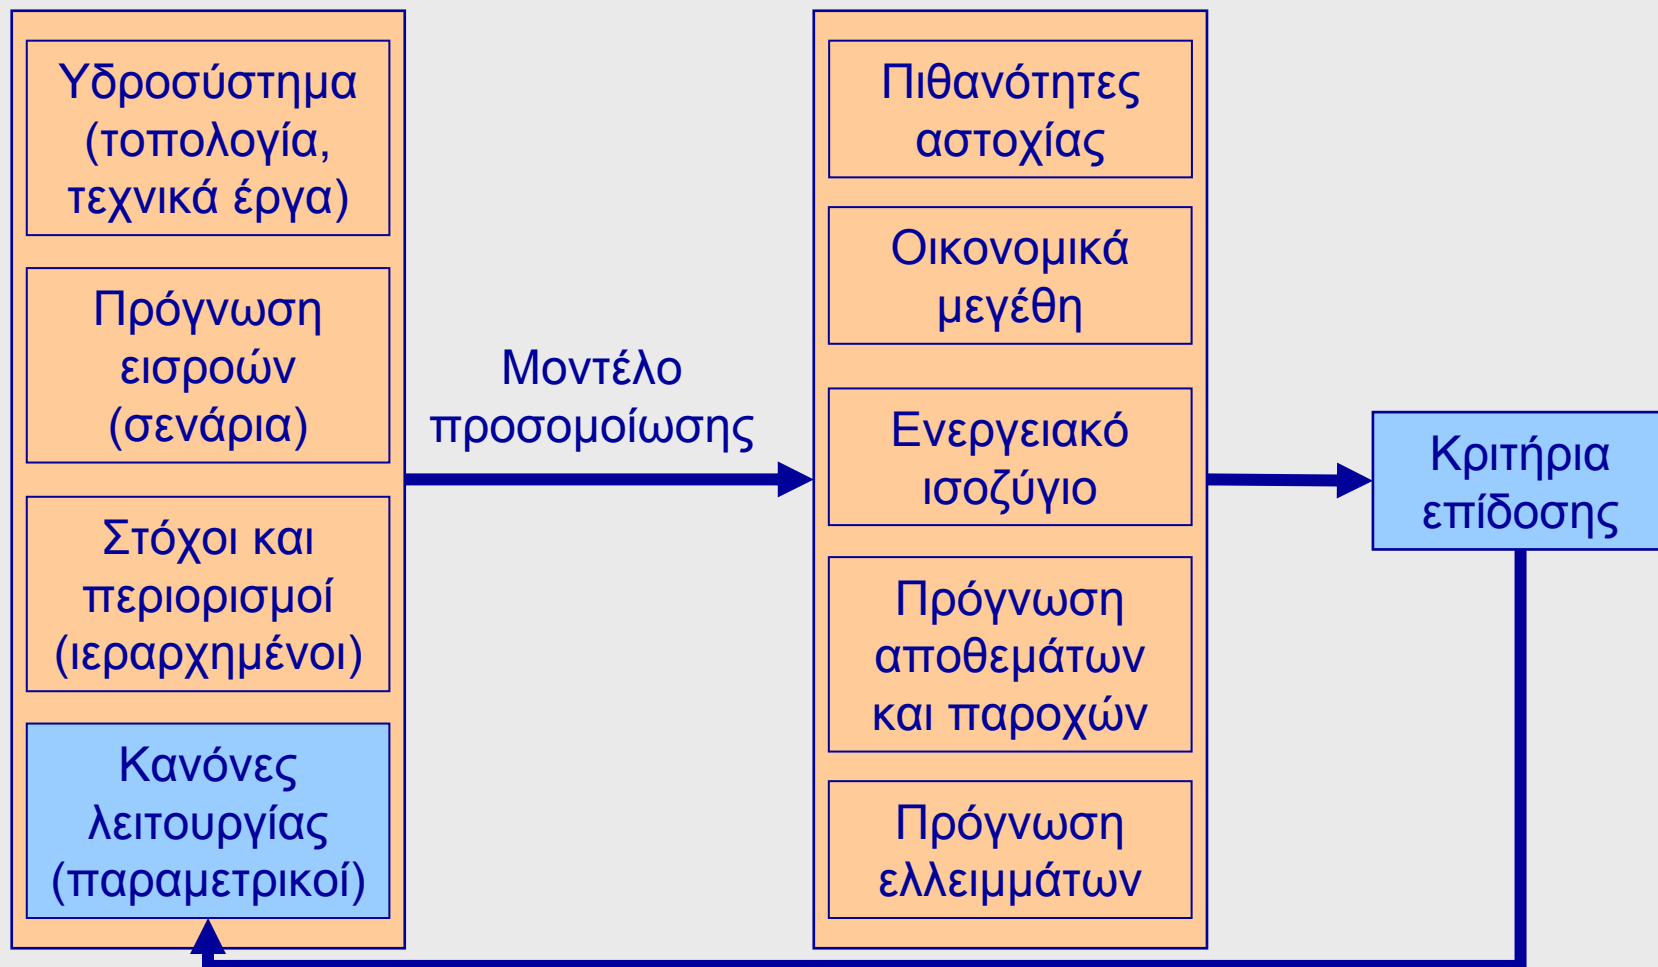 Υδροσύστημα
(τοπολογία,
τεχνικά έργα)
Πρόγνωση
εισροών
(σενάρια)
Στόχοι και
περιορισμοί
(ιεραρχημένοι)
Κανόνες
λειτουργίας
(παραμετρικοί)
Μοντέλο
προσομοίωσης
Πιθανότητες
αστοχίας
Οικονομικά
μεγέθη
Ενεργειακό
ισοζύγιο
Πρόγνωση
αποθεμάτων
και παροχών
Πρόγνωση
ελλειμμάτων
Κριτήρια
επίδοσης